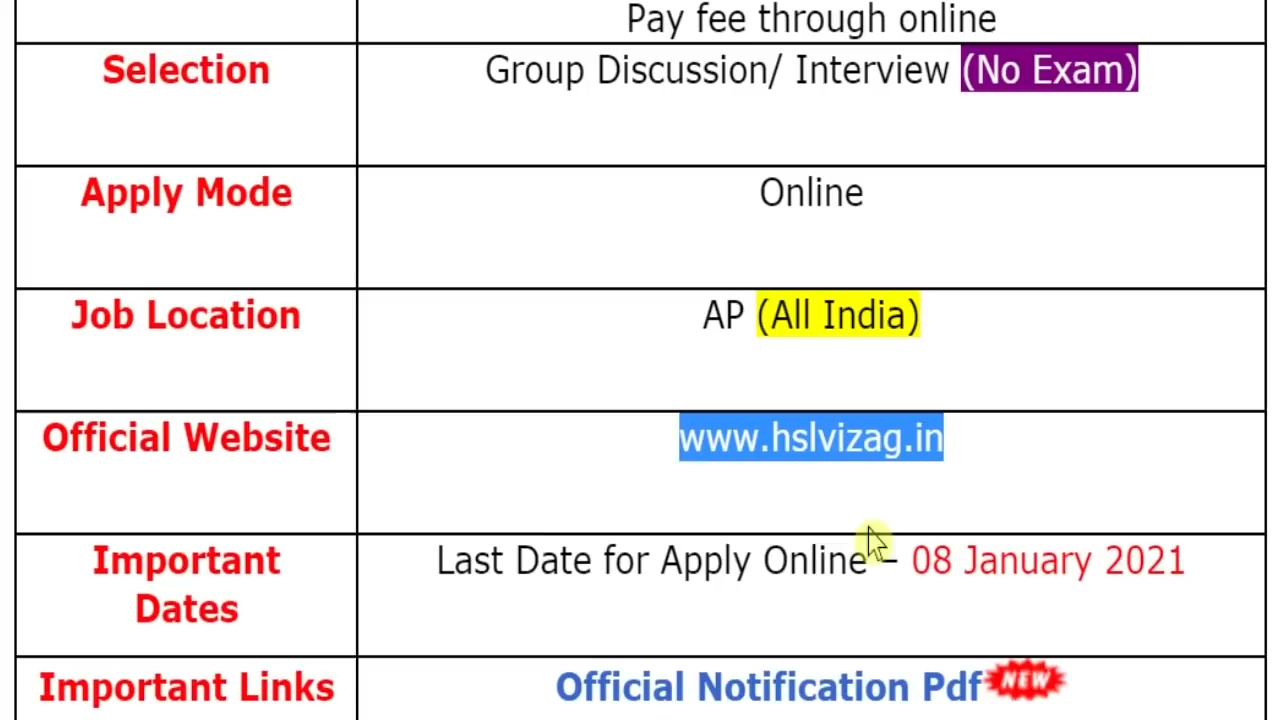 Pay fee through online
Selection
Group Discussion/ Interview (No Exam)
Apply Mode
Online
Job Location
AP (All India)
Official Website
www.hslvizag.in
Important
Dates
Last Date for Apply Online – 08 January 2021
Important Links
Official Notification Pdf NEW